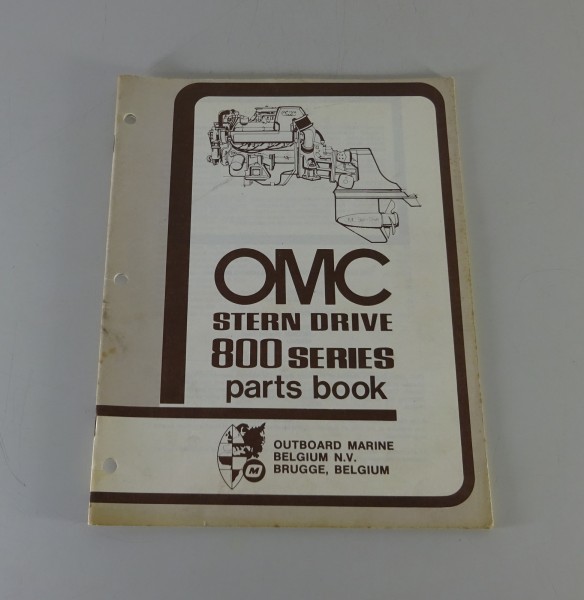 OMC
STERN DRIVE
800 SERIES
parts book
OUTBOARD MARINE
BELGIUM N.V.
BRUGGE, BELGIUM
M